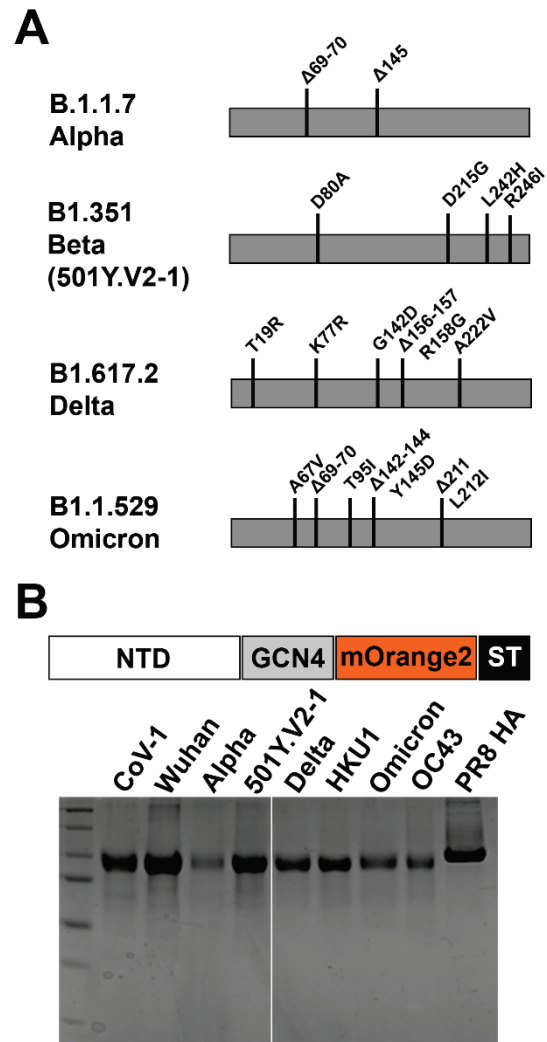 A
Δ69-70 Δ145
B.1.1.7
Alpha
D80A D215G L242H R246I
B1.351
Beta
(501Y.V2-1)
T19R K77R G142D Δ156-157 R158G A222V
B1.617.2
Delta
A67V Δ69-70 T95I Δ142-144 Y145D Δ211 L212I
B1.1.529
Omicron
B
NTD GCN4 mOrange2 ST
CoV-1 Wuhan Alpha 501Y.V2-1 Delta HKU1 Omicron OC43 PR8 HA